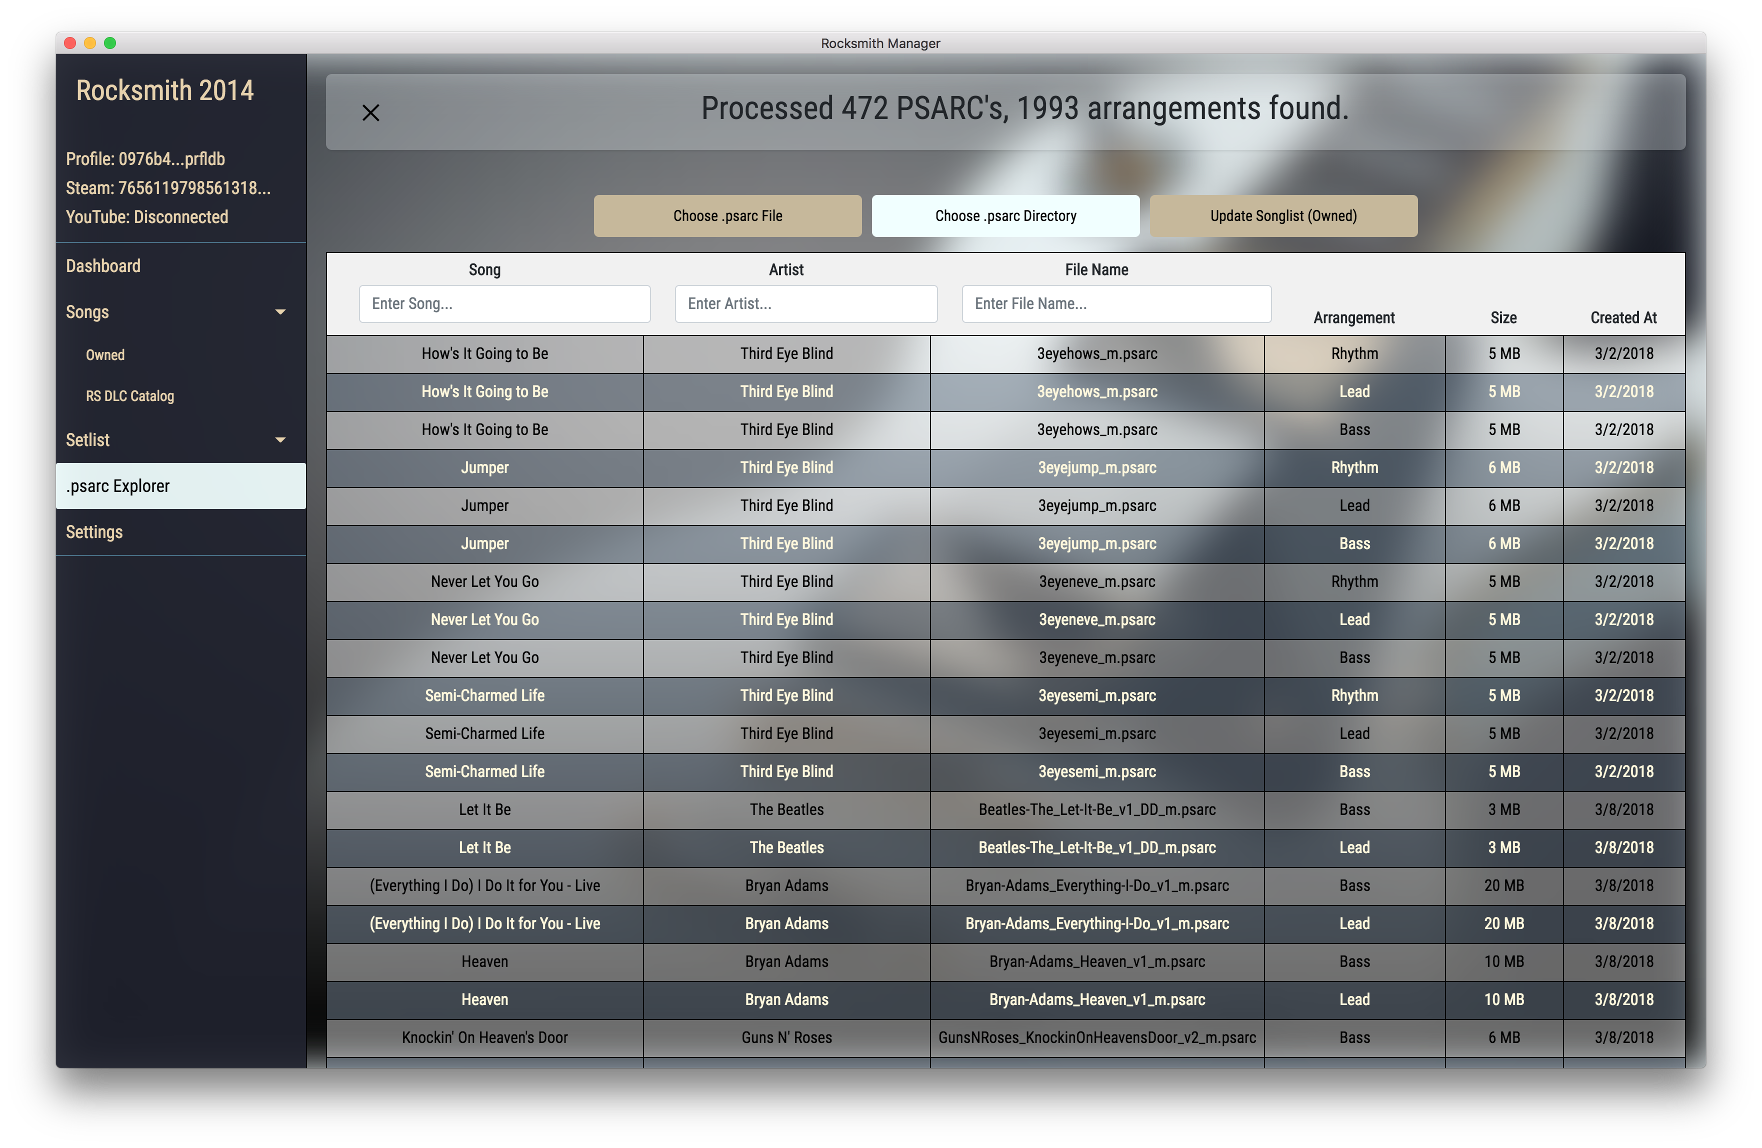 Rocksmith Manager
Rocksmith 2014
Profile: 0976b4...prfldb
Steam: 7656119798561318...
YouTube: Disconnected
Dashboard
Songs
Owned
RS DLC Catalog
Setlist
.psarc Explorer
Settings
Processed 472 PSARC's, 1993 arrangements found.
Choose .psarc File Choose .psarc Directory Update Songlist (Owned)
Song Artist File Name
Enter Song... Enter Artist... Enter File Name...
Arrangement Size Created At
How's It Going to Be Third Eye Blind 3eyehows_m.psarc Rhythm 5 MB 3/2/2018
How's It Going to Be Third Eye Blind 3eyehows_m.psarc Lead 5 MB 3/2/2018
How's It Going to Be Third Eye Blind 3eyehows_m.psarc Bass 5 MB 3/2/2018
Jumper Third Eye Blind 3eyejump_m.psarc Rhythm 6 MB 3/2/2018
Jumper Third Eye Blind 3eyejump_m.psarc Lead 6 MB 3/2/2018
Jumper Third Eye Blind 3eyejump_m.psarc Bass 6 MB 3/2/2018
Never Let You Go Third Eye Blind 3eyeneve_m.psarc Rhythm 5 MB 3/2/2018
Never Let You Go Third Eye Blind 3eyeneve_m.psarc Lead 5 MB 3/2/2018
Never Let You Go Third Eye Blind 3eyeneve_m.psarc Bass 5 MB 3/2/2018
Semi-Charmed Life Third Eye Blind 3eyesemi_m.psarc Rhythm 5 MB 3/2/2018
Semi-Charmed Life Third Eye Blind 3eyesemi_m.psarc Lead 5 MB 3/2/2018
Semi-Charmed Life Third Eye Blind 3eyesemi_m.psarc Bass 5 MB 3/2/2018
Let It Be The Beatles Beatles-The_Let-It-Be_v1_DD_m.psarc Bass 3 MB 3/8/2018
Let It Be The Beatles Beatles-The_Let-It-Be_v1_DD_m.psarc Lead 3 MB 3/8/2018
(Everything I Do) I Do It for You - Live Bryan Adams Bryan-Adams_Everything-I-Do_v1_m.psarc Bass 20 MB 3/8/2018
(Everything I Do) I Do It for You - Live Bryan Adams Bryan-Adams_Everything-I-Do_v1_m.psarc Lead 20 MB 3/8/2018
Heaven Bryan Adams Bryan-Adams_Heaven_v1_m.psarc Bass 10 MB 3/8/2018
Heaven Bryan Adams Bryan-Adams_Heaven_v1_m.psarc Lead 10 MB 3/8/2018
Knockin' On Heaven's Door Guns N' Roses GunsNRoses_KnockinOnHeavensDoor_v2_m.psarc Bass 6 MB 3/8/2018